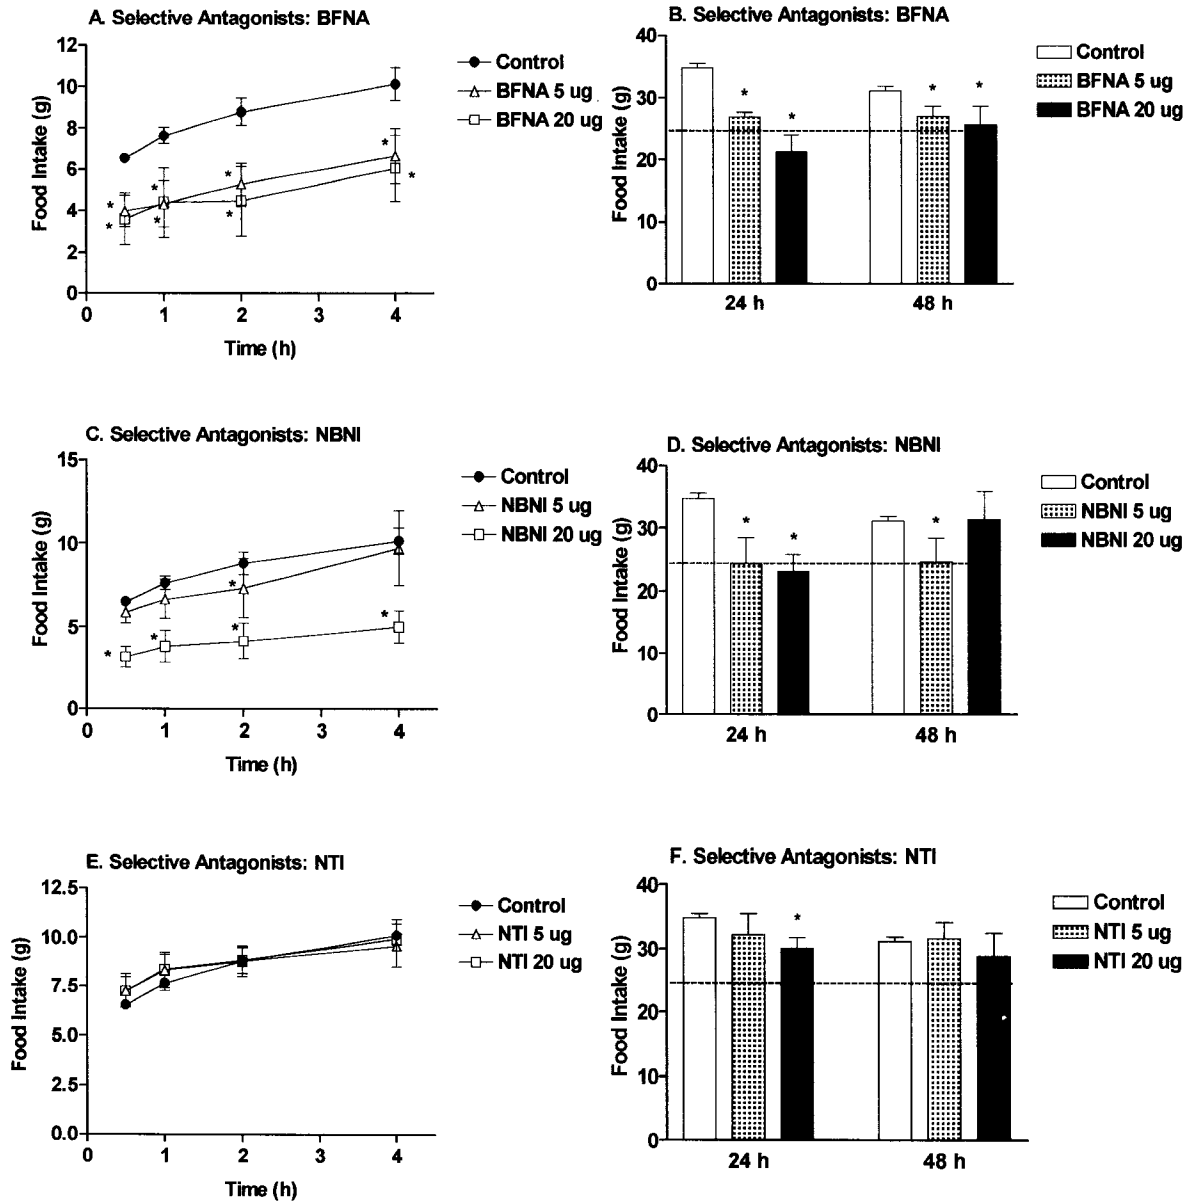 A. Selective Antagonists: BFNA
12
10
8
6
4
2
0
Food Intake (g)
* * * * * * * *
0 1 2 3 4
Time (h)
Control
BFNA 5 ug
BFNA 20 ug
B. Selective Antagonists: BFNA
40
30
20
10
0
Food Intake (g)
* * * *
24 h 48 h
Control
BFNA 5 ug
BFNA 20 ug
C. Selective Antagonists: NBNI
15
10
5
0
Food Intake (g)
* * * * *
0 1 2 3 4
Time (h)
Control
NBNI 5 ug
NBNI 20 ug
D. Selective Antagonists: NBNI
40
30
20
10
0
Food Intake (g)
* * *
24 h 48 h
Control
NBNI 5 ug
NBNI 20 ug
E. Selective Antagonists: NTI
12.5
10.0
7.5
5.0
2.5
0.0
Food Intake (g)
0 1 2 3 4
Time (h)
Control
NTI 5 ug
NTI 20 ug
F. Selective Antagonists: NTI
40
30
20
10
0
Food Intake (g)
*
24 h 48 h
Control
NTI 5 ug
NTI 20 ug